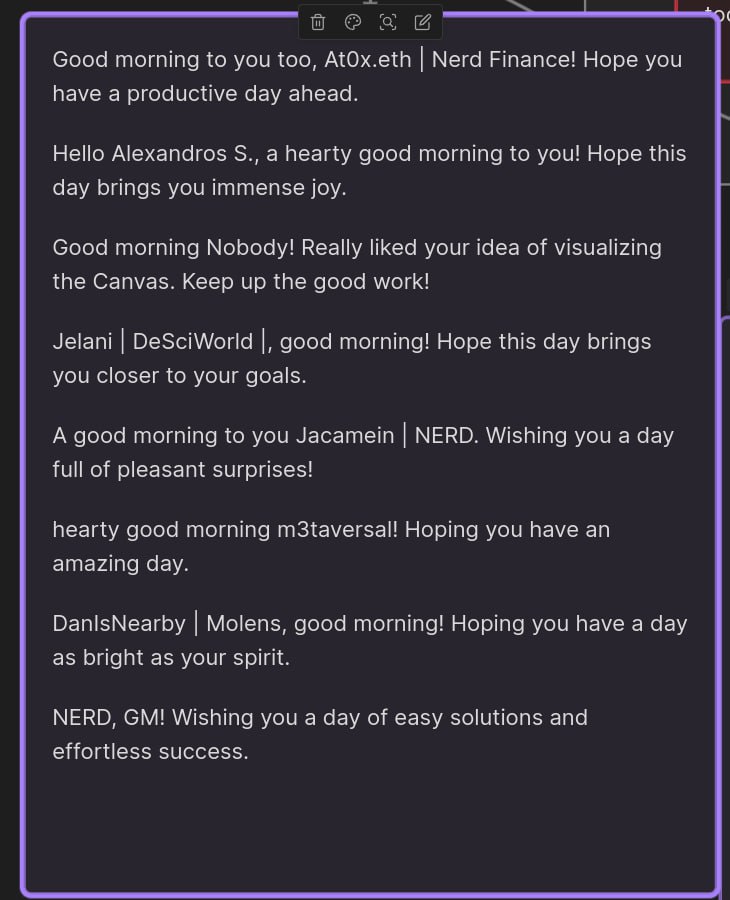 Good morning to you too, At0x.eth | Nerd Finance! Hope you
have a productive day ahead.
Hello Alexandros S., a hearty good morning to you! Hope this
day brings you immense joy.
Good morning Nobody! Really liked your idea of visualizing
the Canvas. Keep up the good work!
Jelani | DeSciWorld |, good morning! Hope this day brings
you closer to your goals.
A good morning to you Jacamein | NERD. Wishing you a day
full of pleasant surprises!
hearty good morning m3taversal! Hoping you have an
amazing day.
DanIsNearby | Molens, good morning! Hoping you have a day
as bright as your spirit.
NERD, GM! Wishing you a day of easy solutions and
effortless success.